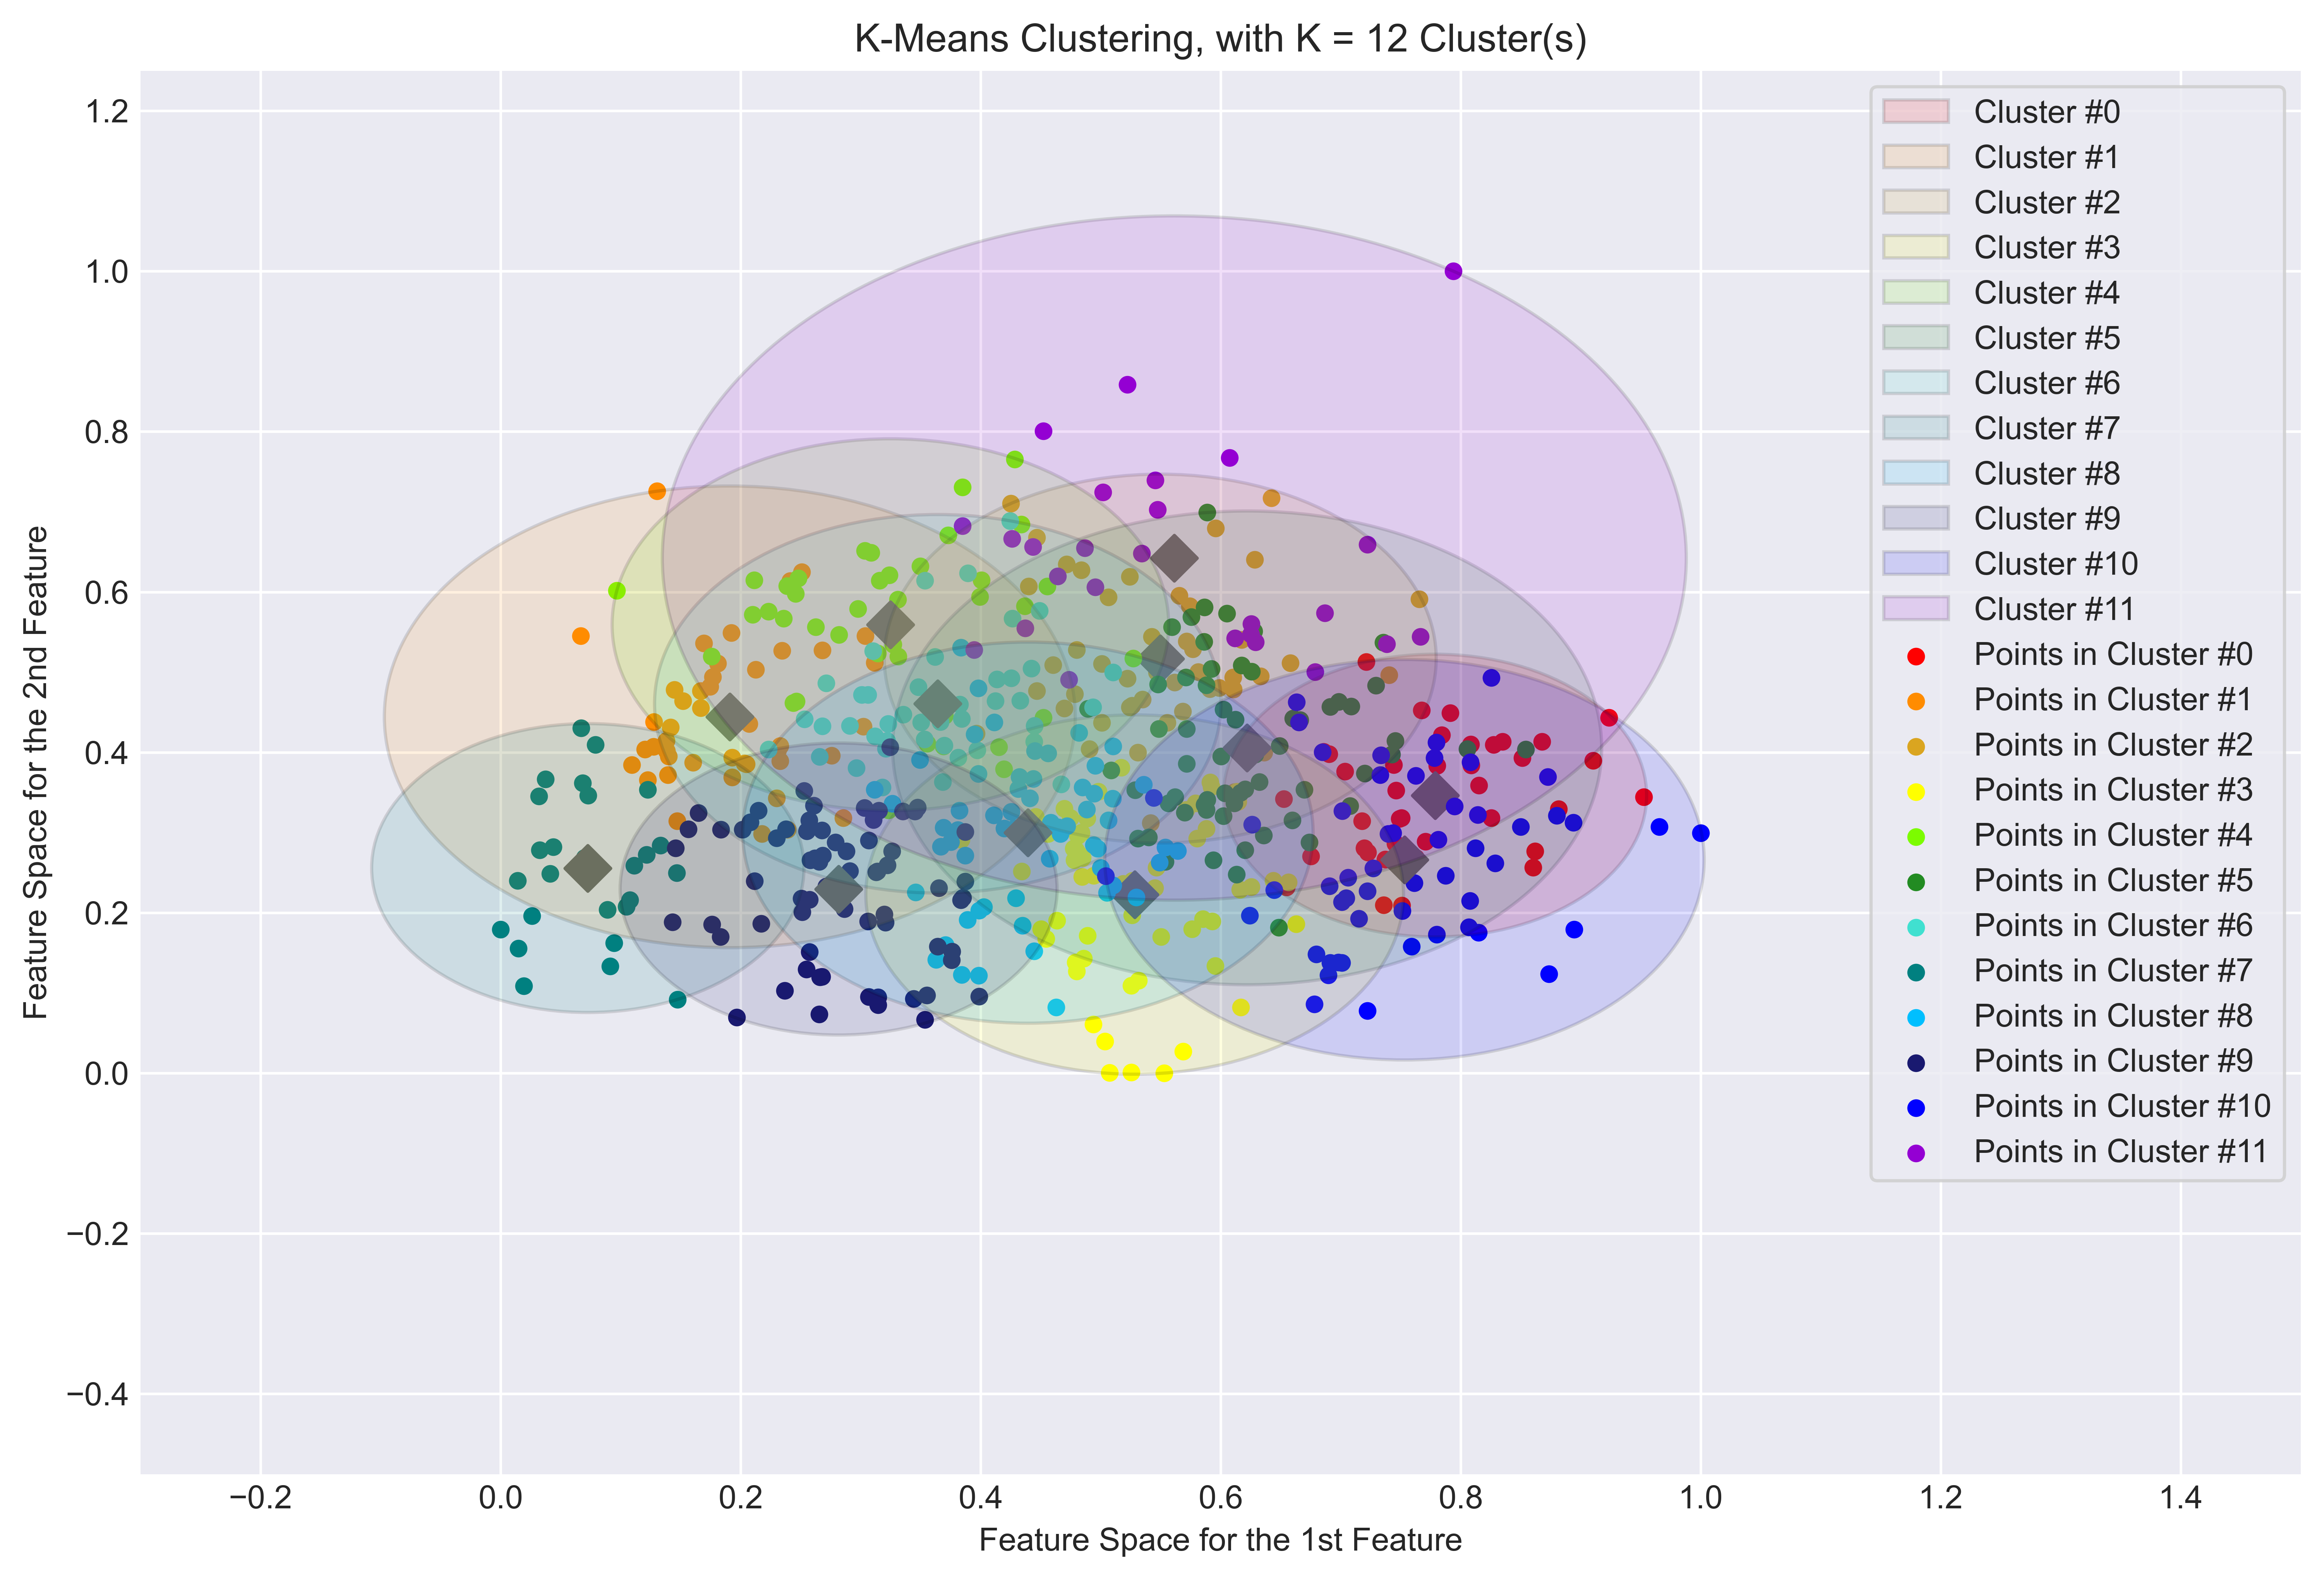 K-Means Clustering, with K = 12 Cluster(s)
1.2
1.0
0.8
0.6
0.4
0.2
0.0
−0.2
−0.4
Feature Space for the 2nd Feature
Cluster #0
Cluster #1
Cluster #2
Cluster #3
Cluster #4
Cluster #5
Cluster #6
Cluster #7
Cluster #8
Cluster #9
Cluster #10
Cluster #11
Points in Cluster #0
Points in Cluster #1
Points in Cluster #2
Points in Cluster #3
Points in Cluster #4
Points in Cluster #5
Points in Cluster #6
Points in Cluster #7
Points in Cluster #8
Points in Cluster #9
Points in Cluster #10
Points in Cluster #11
−0.2 0.0 0.2 0.4 0.6 0.8 1.0 1.2 1.4
Feature Space for the 1st Feature